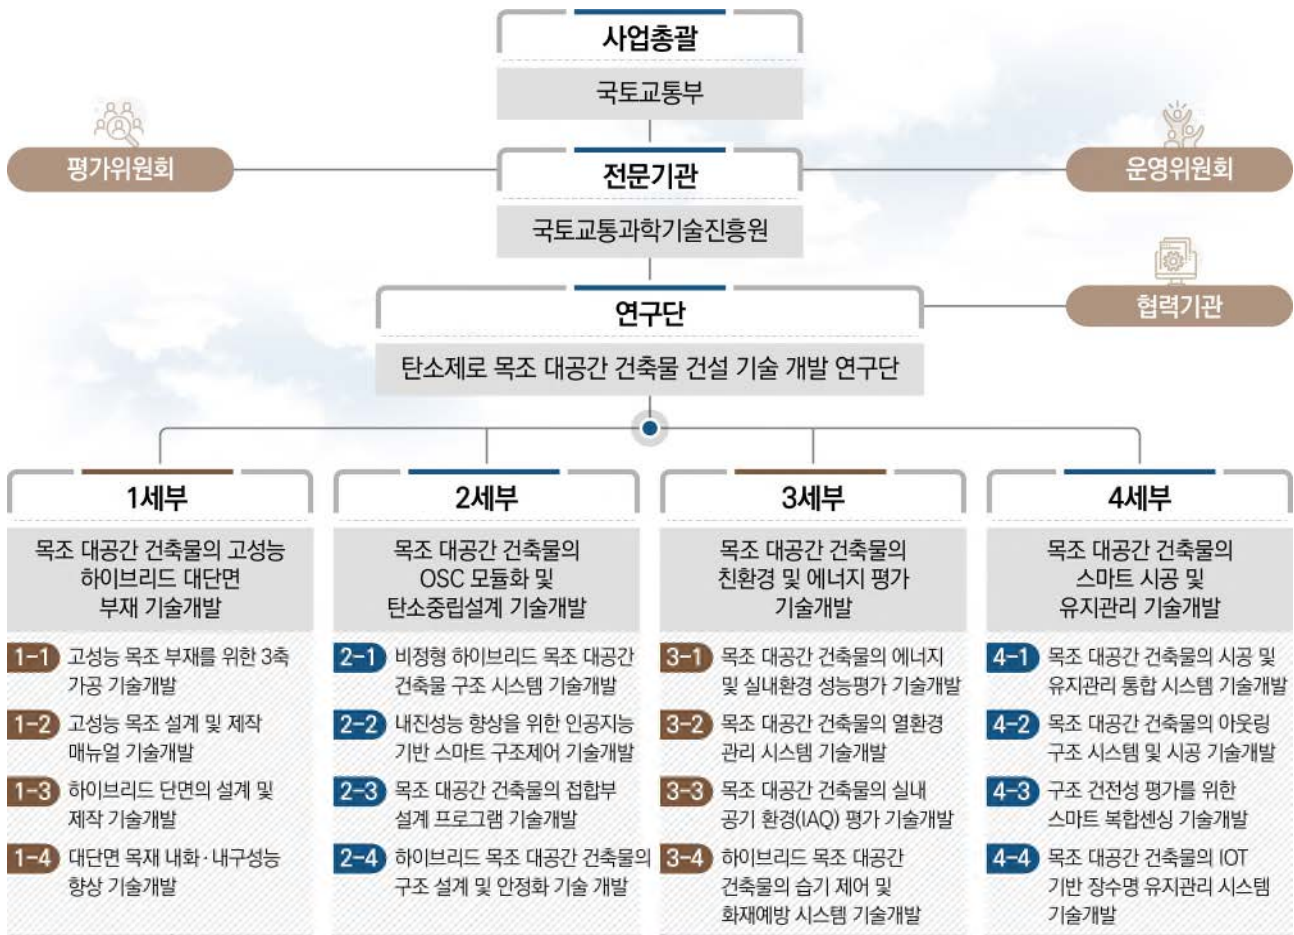 사업총괄
국토교통부
평가위원회
전문기관
운영위원회
국토교통과학기술진흥원
연구단
협력기관
탄소제로 목조 대공간 건축물 건설 기술 개발 연구단
1세부
목조 대공간 건축물의 고성능
하이브리드 대단면
부재 기술개발
1-1 고성능 목조 부재를 위한 3축
가공 기술개발
1-2 고성능 목조 설계 및 제작
매뉴얼 기술개발
1-3 하이브리드 단면의 설계 및
제작 기술개발
1-4 대단면 목재 내화·내구성능
향상 기술개발
2세부
목조 대공간 건축물의
OSC 모듈화 및
탄소중립설계 기술개발
2-1 비정형 하이브리드 목조 대공간
건축물 구조 시스템 기술개발
2-2 내진성능 향상을 위한 인공지능
기반 스마트 구조제어 기술개발
2-3 목조 대공간 건축물의 접합부
설계 프로그램 기술개발
2-4 하이브리드 목조 대공간 건축물의
구조 설계 및 안정화 기술 개발
3세부
목조 대공간 건축물의
친환경 및 에너지 평가
기술개발
3-1 목조 대공간 건축물의 에너지
및 실내환경 성능평가 기술개발
3-2 목조 대공간 건축물의 열환경
관리 시스템 기술개발
3-3 목조 대공간 건축물의 실내
공기 환경(IAQ) 평가 기술개발
3-4 하이브리드 목조 대공간
건축물의 습기 제어 및
화재예방 시스템 기술개발
4세부
목조 대공간 건축물의
스마트 시공 및
유지관리 기술개발
4-1 목조 대공간 건축물의 시공 및
유지관리 통합 시스템 기술개발
4-2 목조 대공간 건축물의 아웃링
구조 시스템 및 시공 기술개발
4-3 구조 건전성 평가를 위한
스마트 복합센싱 기술개발
4-4 목조 대공간 건축물의 IOT
기반 장수명 유지관리 시스템
기술개발